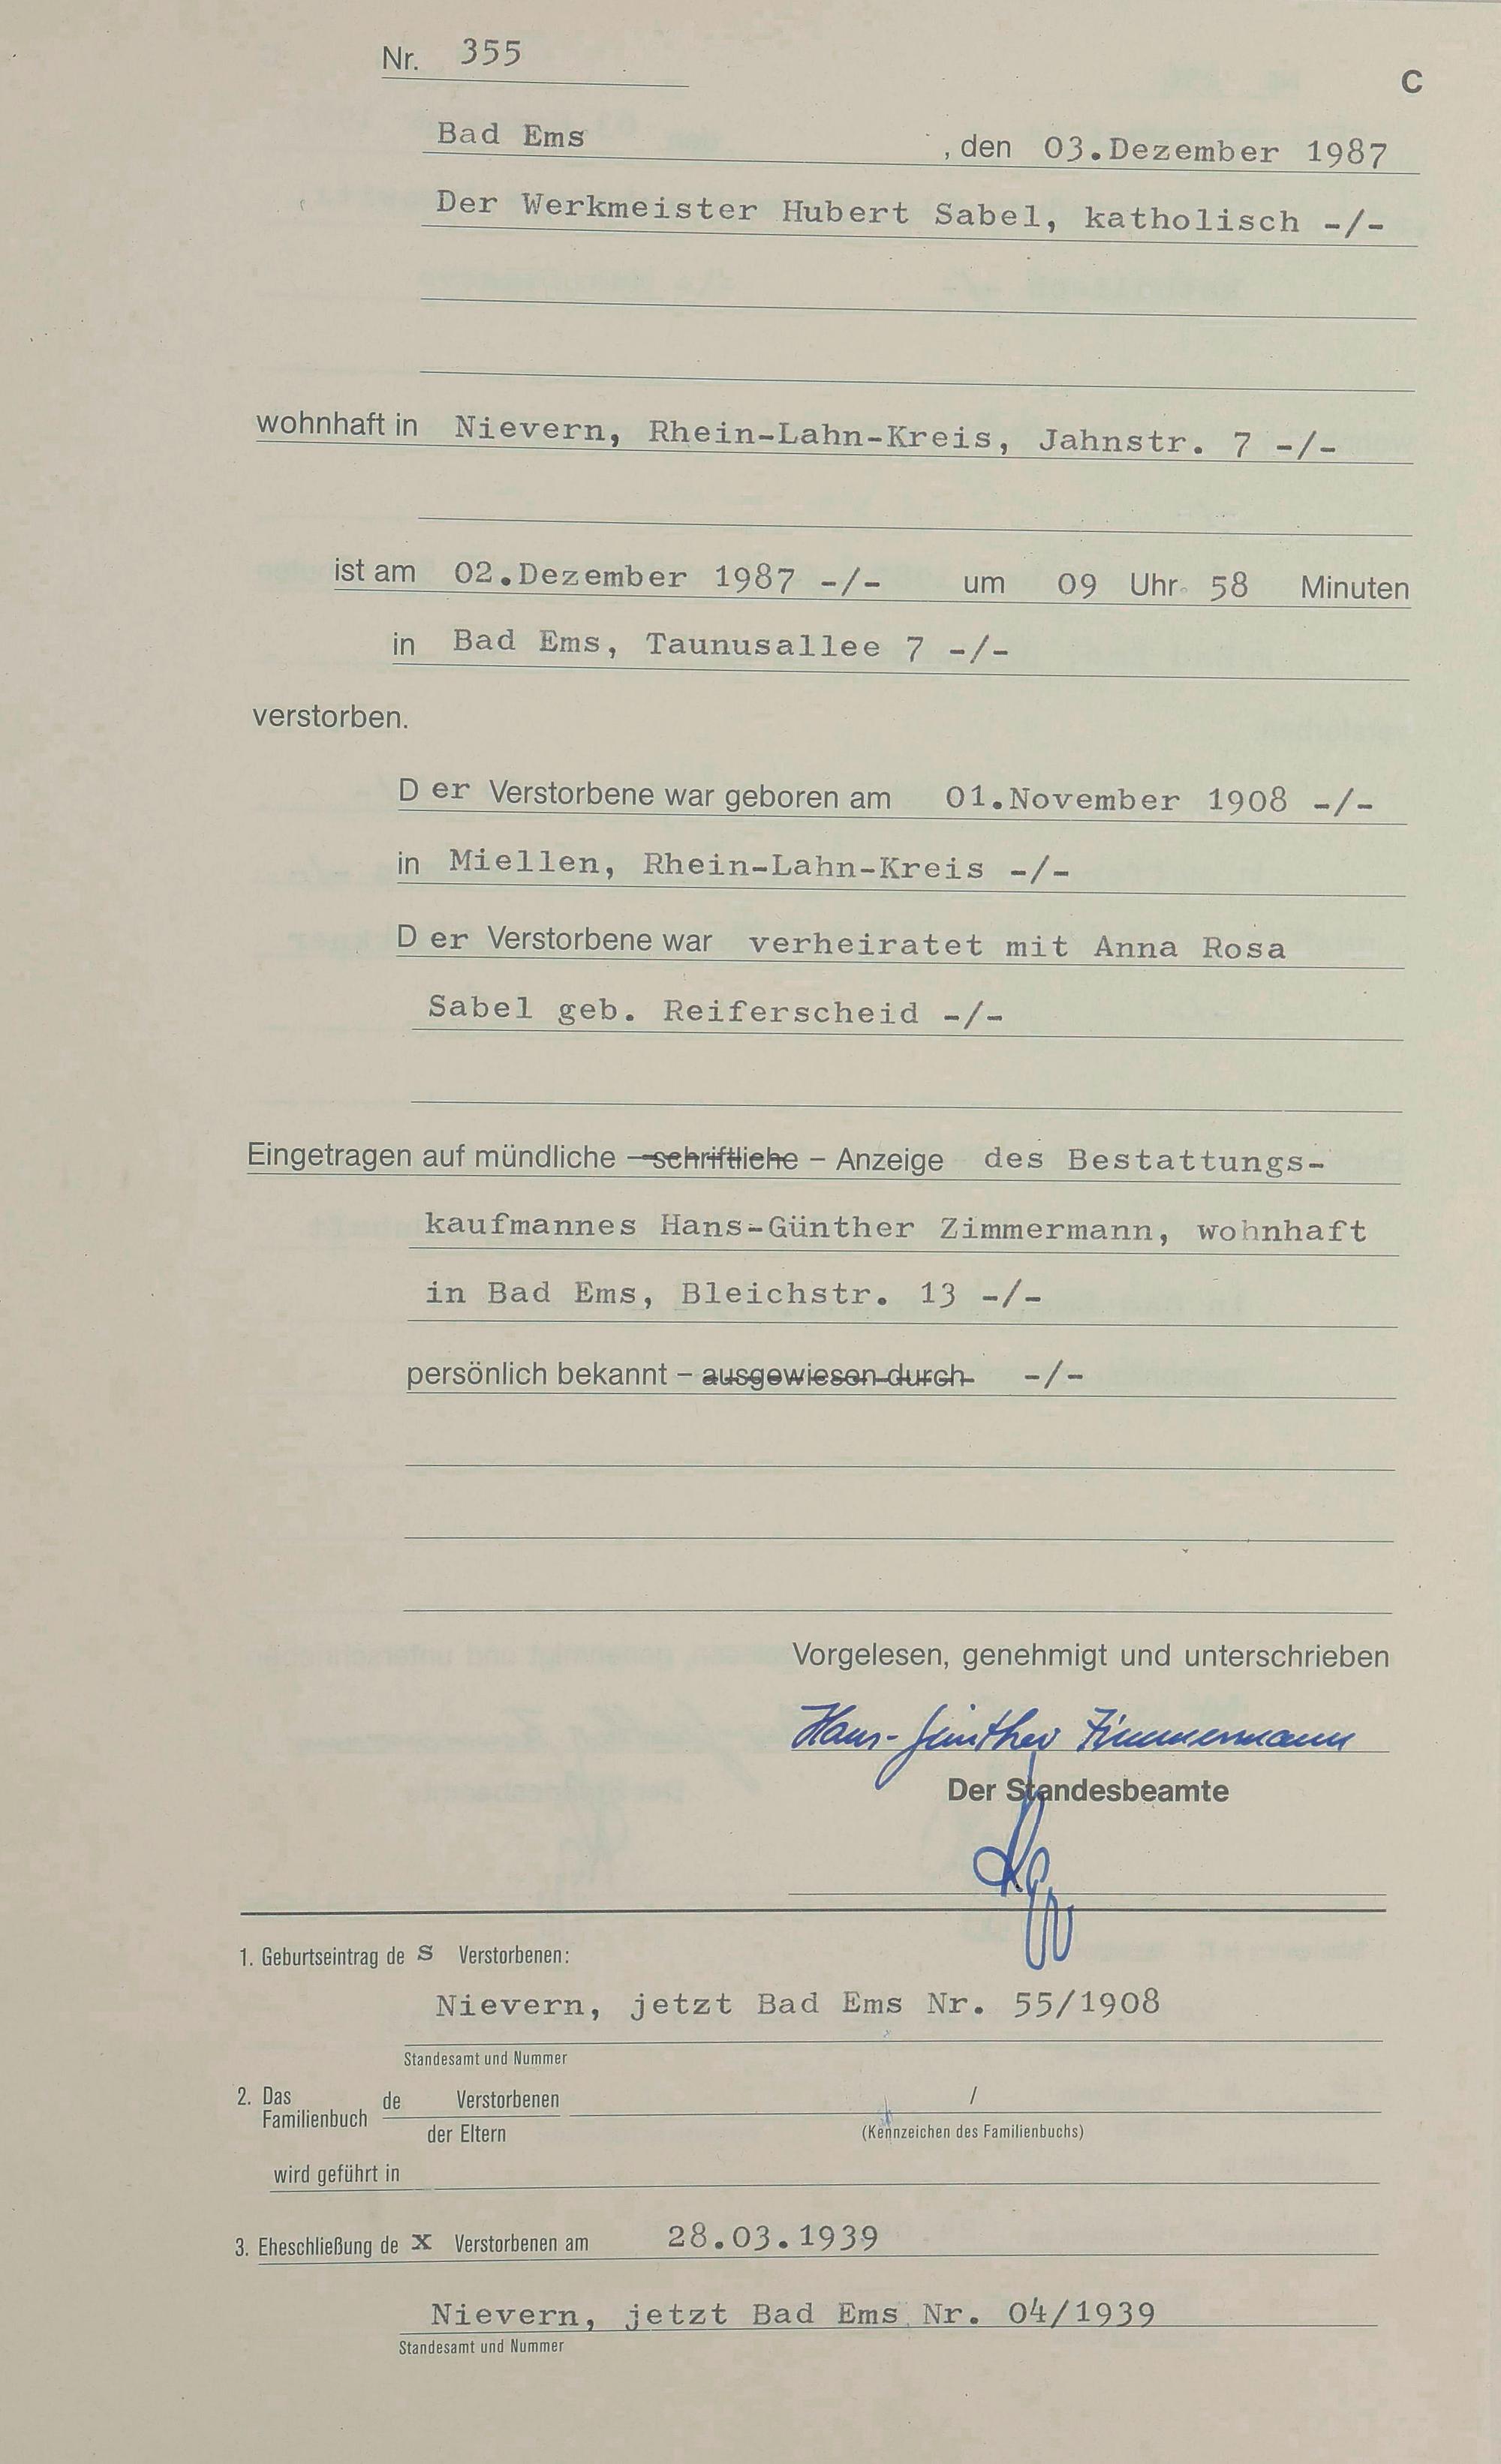 Nr. 355
C
Bad Ems , den 03.Dezember 1987
Der Werkmeister Hubert Sabel, katholisch -/-
wohnhaft in Nievern, Rhein-Lahn-Kreis, Jahnstr. 7 -/-
ist am 02.Dezember 1987 -/- um 09 Uhr 58 Minuten
in Bad Ems, Taunusallee 7 -/-
verstorben.
D er Verstorbene war geboren am 01.November 1908 -/-
in Miellen, Rhein-Lahn-Kreis -/-
D er Verstorbene war verheiratet mit Anna Rosa
Sabel geb. Reiferscheid -/-
Eingetragen auf mündliche – schriftliche – Anzeige des Bestattungs-
kaufmannes Hans-Günther Zimmermann, wohnhaft
in Bad Ems, Bleichstr. 13 -/-
persönlich bekannt – ausgewiesen durch -/-
Vorgelesen, genehmigt und unterschrieben
Hans-Günther Zimmermann
Der Standesbeamte
1. Geburtseintrag de s Verstorbenen:
Nievern, jetzt Bad Ems Nr. 55/1908
Standesamt und Nummer
2. Das Familienbuch de Verstorbenen /
der Eltern (Kennzeichen des Familienbuchs)
wird geführt in
3. Eheschließung de x Verstorbenen am 28.03.1939
Nievern, jetzt Bad Ems Nr. 04/1939
Standesamt und Nummer